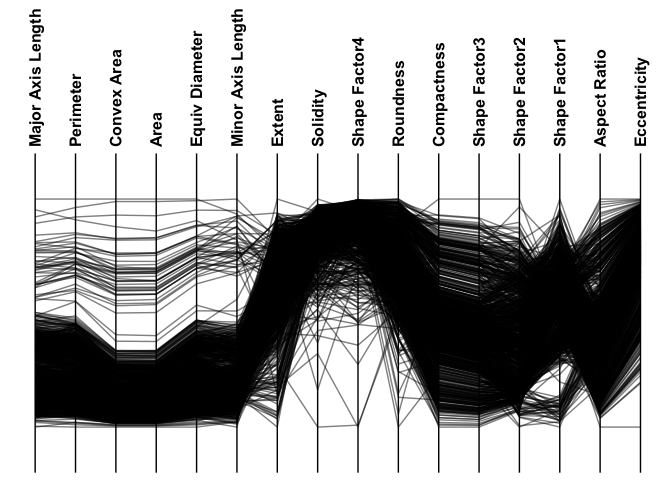 Major Axis Length
Perimeter
Convex Area
Area
Equiv Diameter
Minor Axis Length
Extent
Solidity
Shape Factor4
Roundness
Compactness
Shape Factor3
Shape Factor2
Shape Factor1
Aspect Ratio
Eccentricity